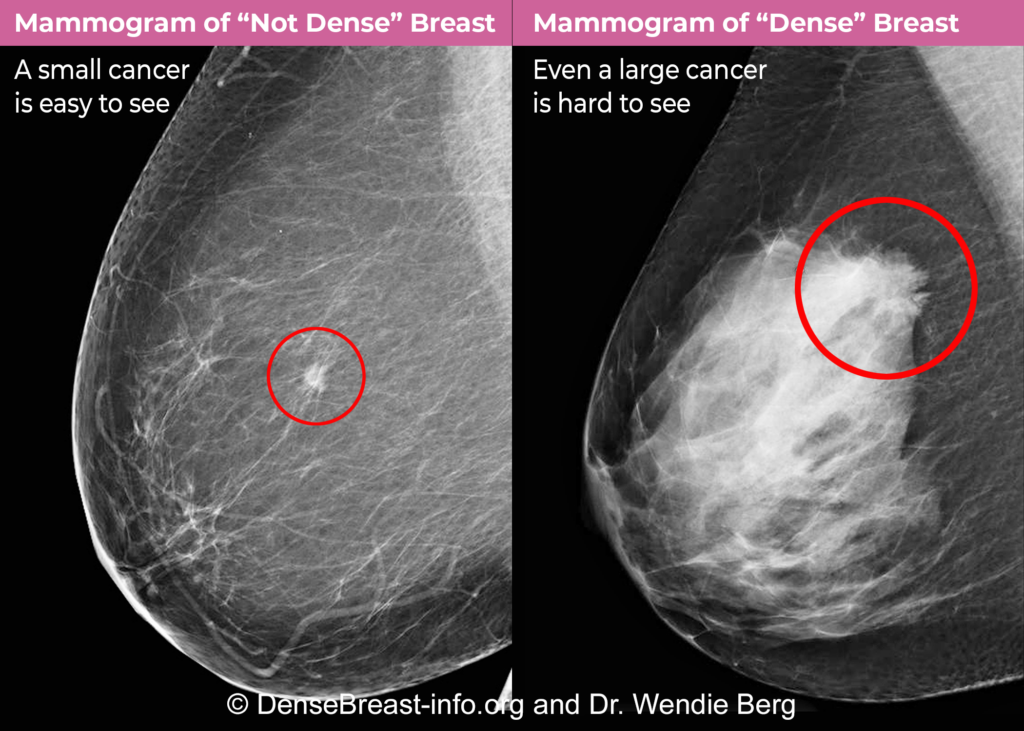 Mammogram of “Not Dense” Breast
A small cancer
is easy to see
Mammogram of “Dense” Breast
Even a large cancer
is hard to see
© DenseBreast-info.org and Dr. Wendie Berg